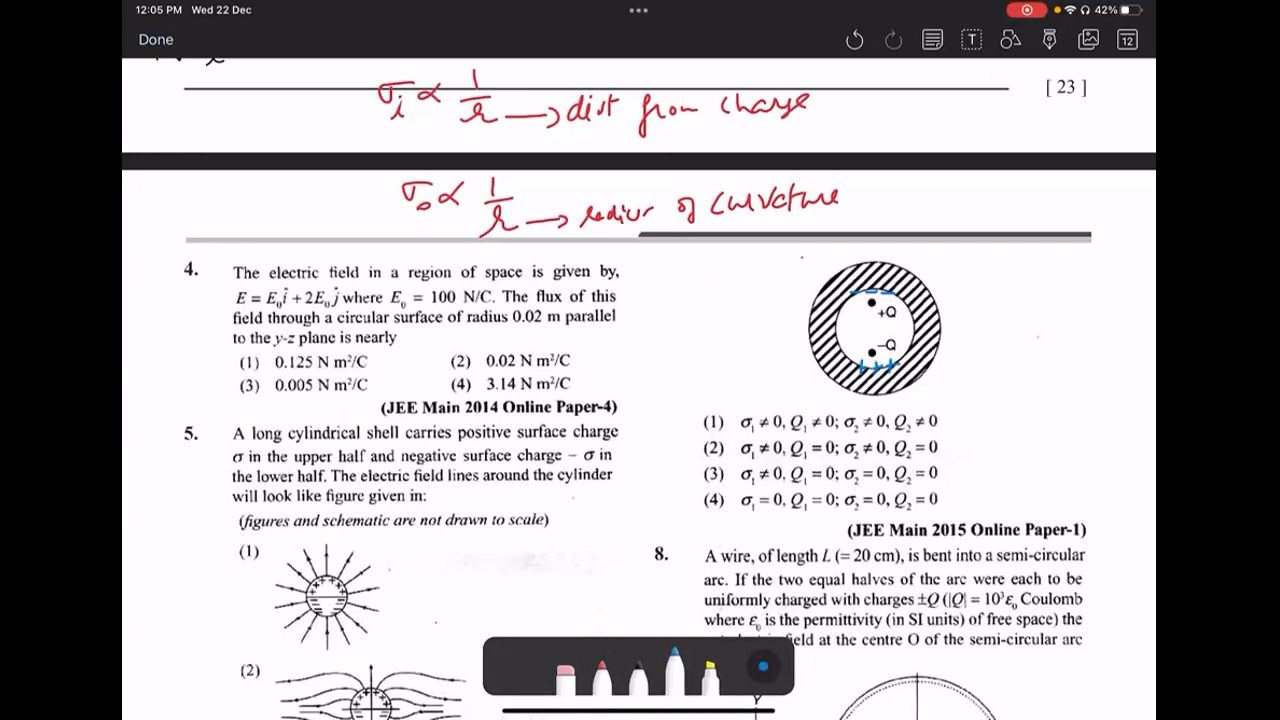 12:05 PM Wed 22 Dec
42%
Done
T
12
[ 23 ]
σi ∝ 1/r → dist from charge
σ0 ∝ 1/r → radius of curvature
4. The electric field in a region of space is given by,
E = E₀î + 2E₀ĵ where E₀ = 100 N/C. The flux of this
field through a circular surface of radius 0.02 m parallel
to the y-z plane is nearly
(1) 0.125 N m²/C (2) 0.02 N m²/C
(3) 0.005 N m²/C (4) 3.14 N m²/C
(JEE Main 2014 Online Paper-4)
5. A long cylindrical shell carries positive surface charge
σ in the upper half and negative surface charge – σ in
the lower half. The electric field lines around the cylinder
will look like figure given in:
(figures and schematic are not drawn to scale)
(1)
(2)
+Q
–Q
(1) σ₁ ≠ 0, Q₁ ≠ 0; σ₂ ≠ 0, Q₂ ≠ 0
(2) σ₁ ≠ 0, Q₁ = 0; σ₂ ≠ 0, Q₂ = 0
(3) σ₁ ≠ 0, Q₁ = 0; σ₂ = 0, Q₂ = 0
(4) σ₁ = 0, Q₁ = 0; σ₂ = 0, Q₂ = 0
(JEE Main 2015 Online Paper-1)
8. A wire, of length L (= 20 cm), is bent into a semi-circular
arc. If the two equal halves of the arc were each to be
uniformly charged with charges ±Q (|Q| = 10³ε₀ Coulomb
where ε₀ is the permittivity (in SI units) of free space) the
field at the centre O of the semi-circular arc
Y